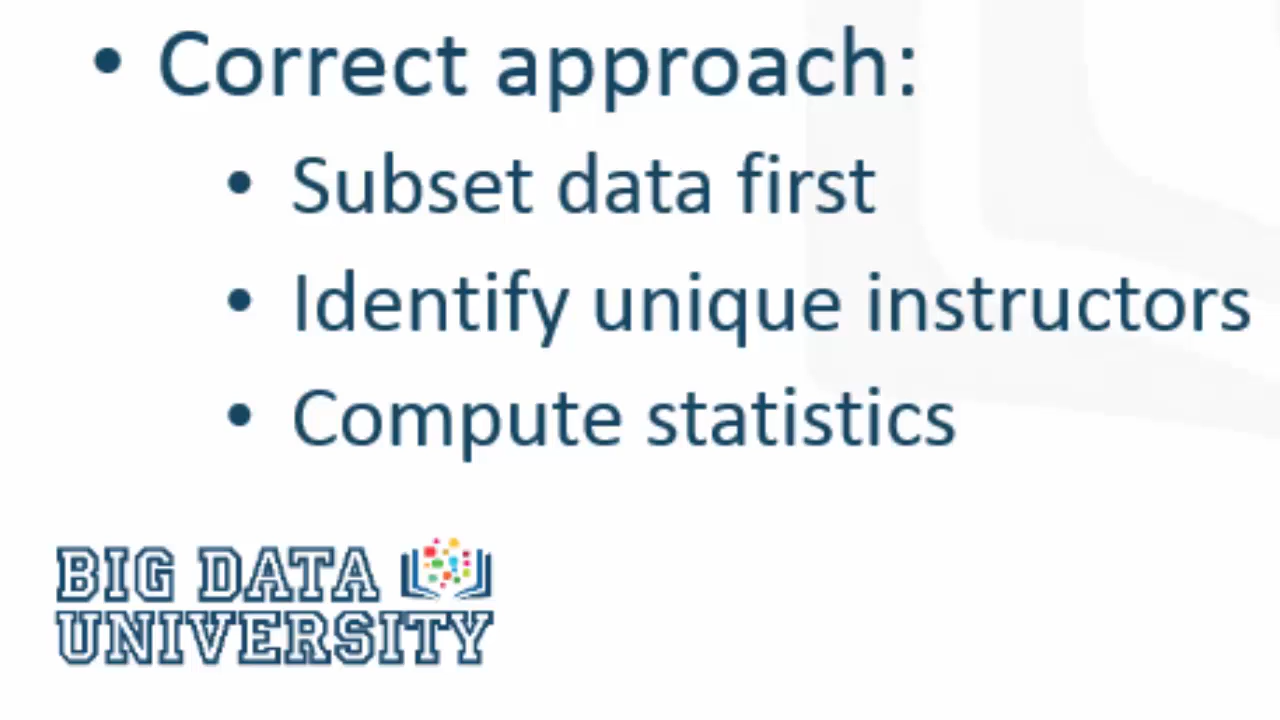 • Correct approach:
• Subset data first
• Identify unique instructors
• Compute statistics
BIG DATA
UNIVERSITY